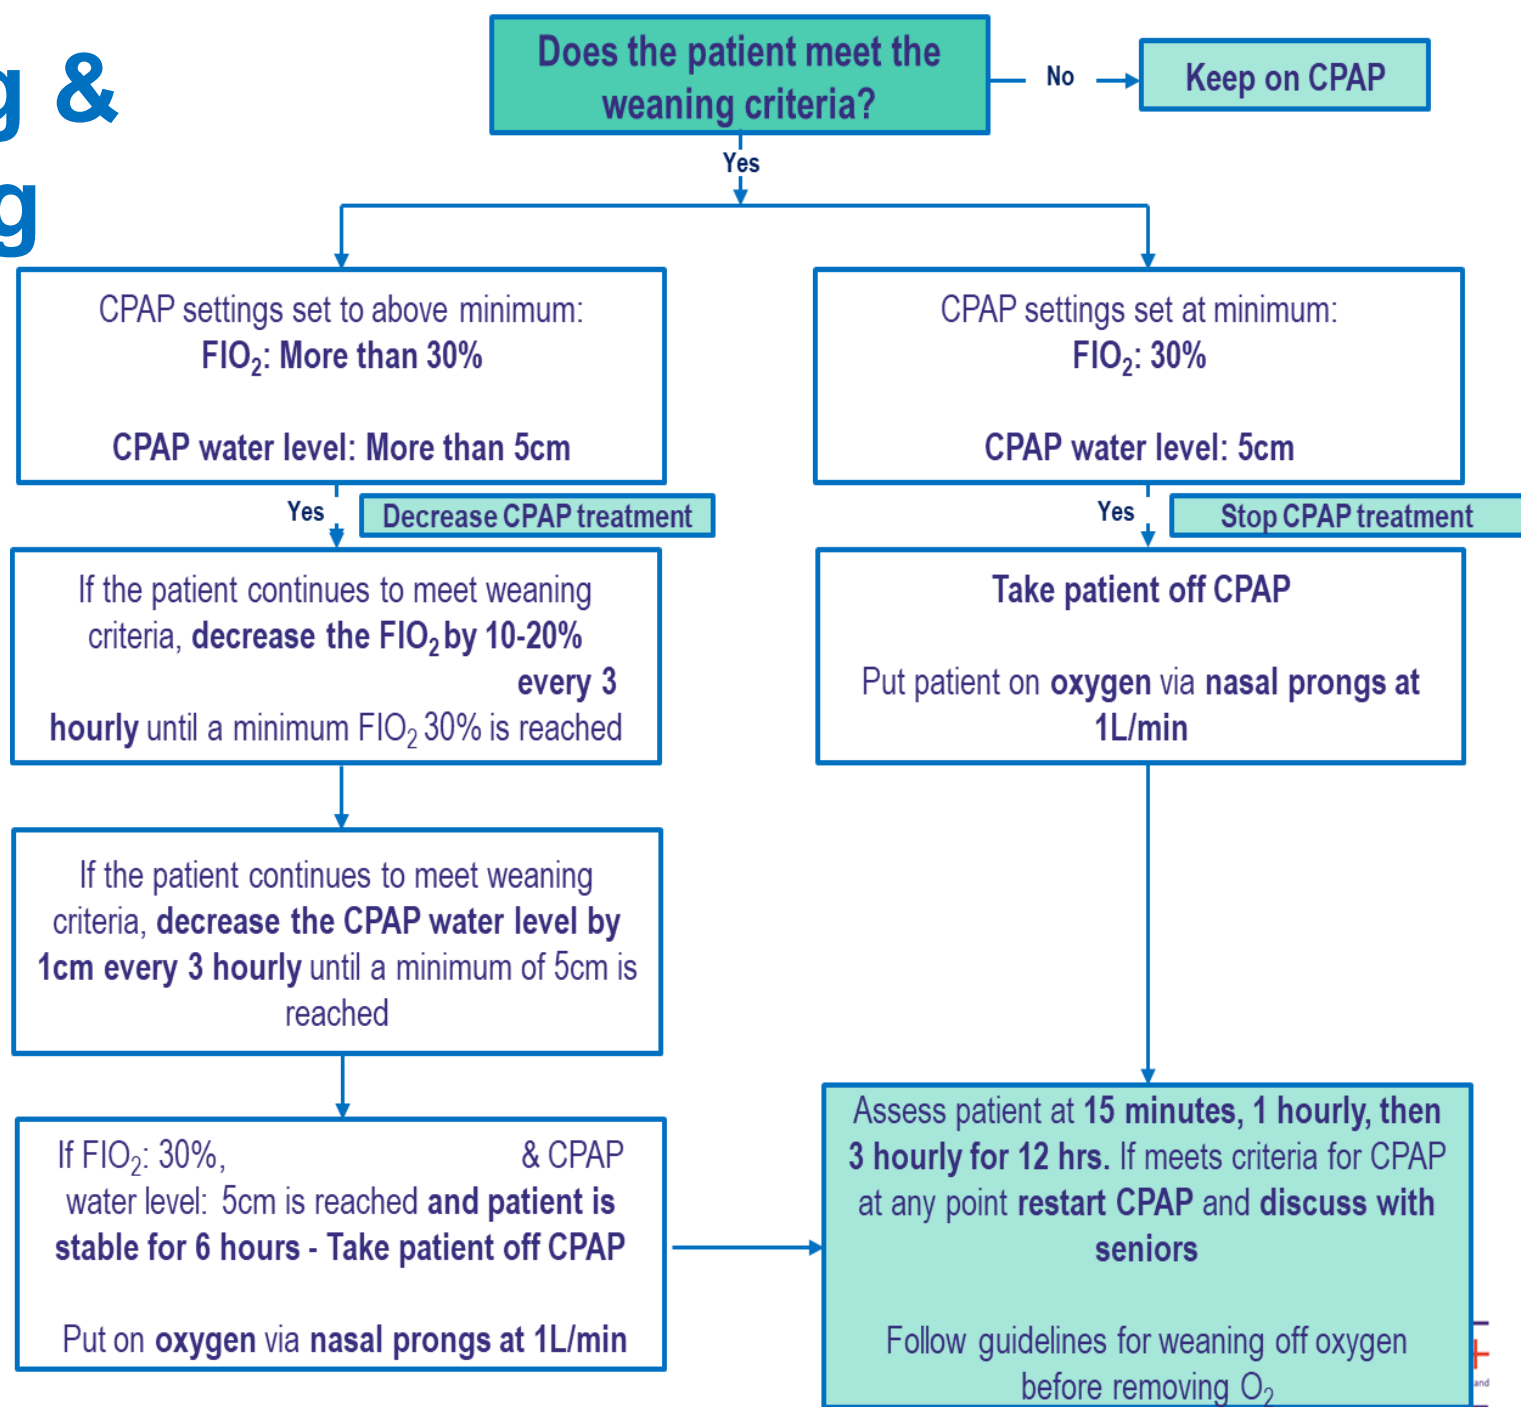 g &
g
Does the patient meet the
weaning criteria?
No
Keep on CPAP
Yes
CPAP settings set to above minimum:
FIO₂: More than 30%
CPAP water level: More than 5cm
CPAP settings set at minimum:
FIO₂: 30%
CPAP water level: 5cm
Yes
Decrease CPAP treatment
Yes
Stop CPAP treatment
If the patient continues to meet weaning
criteria, decrease the FIO₂ by 10-20%
every 3
hourly until a minimum FIO₂ 30% is reached
Take patient off CPAP
Put patient on oxygen via nasal prongs at
1L/min
If the patient continues to meet weaning
criteria, decrease the CPAP water level by
1cm every 3 hourly until a minimum of 5cm is
reached
If FIO₂: 30%, & CPAP
water level: 5cm is reached and patient is
stable for 6 hours - Take patient off CPAP
Put on oxygen via nasal prongs at 1L/min
Assess patient at 15 minutes, 1 hourly, then
3 hourly for 12 hrs. If meets criteria for CPAP
at any point restart CPAP and discuss with
seniors
Follow guidelines for weaning off oxygen
before removing O₂
and